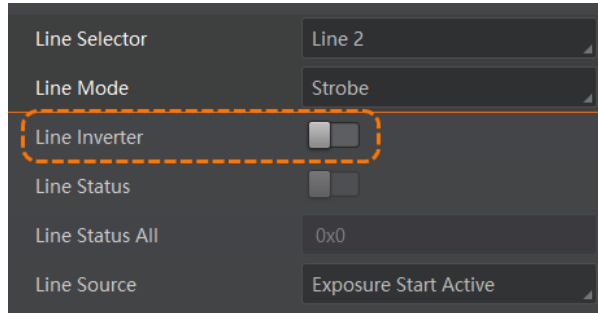 Line Selector Line 2
Line Mode Strobe
Line Inverter
Line Status
Line Status All 0x0
Line Source Exposure Start Active